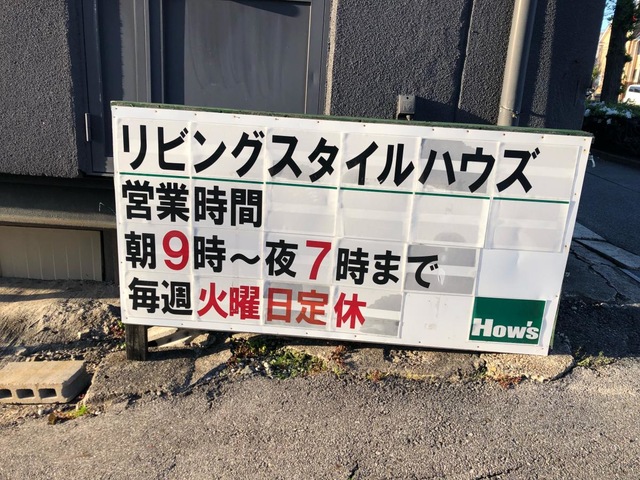 リビングスタイルハウズ
営業時間
朝9時～夜7時まで
毎週火曜日定休
How's